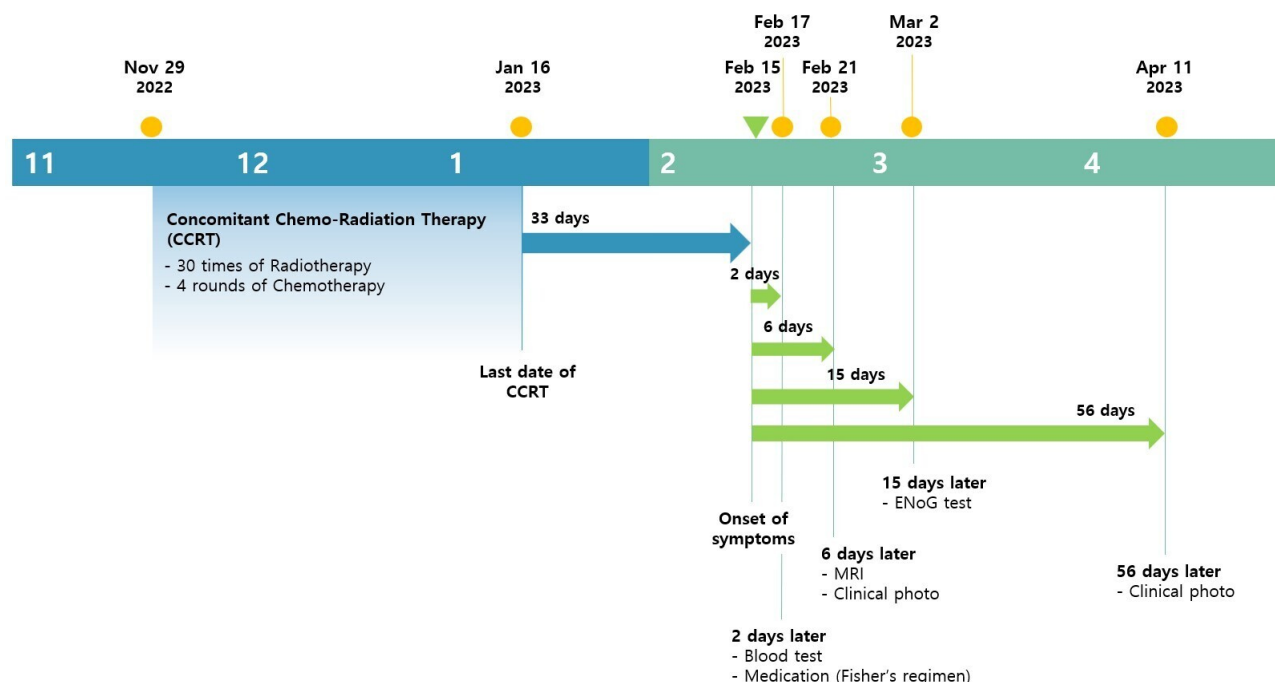 Feb 17
2023
Mar 2
2023
Nov 29
2022
Jan 16
2023
Feb 15
2023
Feb 21
2023
Apr 11
2023
11
12
1
2
3
4
Concomitant Chemo-Radiation Therapy
(CCRT)
- 30 times of Radiotherapy
- 4 rounds of Chemotherapy
33 days
2 days
6 days
15 days
56 days
Last date of
CCRT
Onset of
symptoms
15 days later
- ENoG test
6 days later
- MRI
- Clinical photo
56 days later
- Clinical photo
2 days later
- Blood test
- Medication (Fisher's regimen)